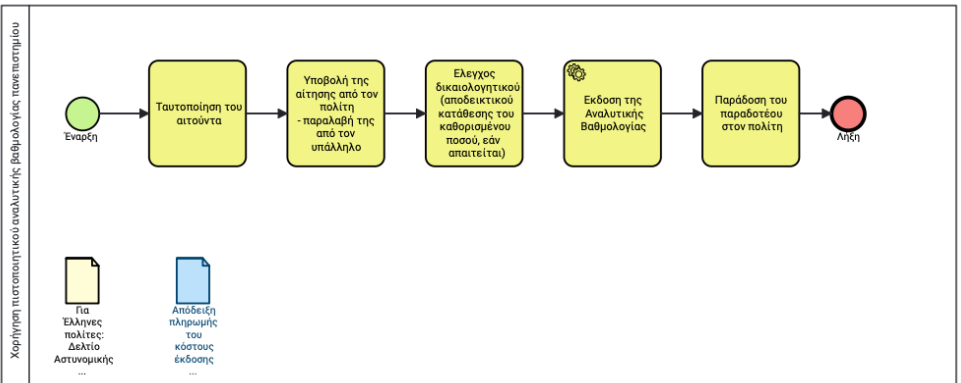 Χορήγηση πιστοποιητικού αναλυτικής βαθμολογίας πανεπιστημίου
Έναρξη
Ταυτοποίηση του
αιτούντα
Υποβολή της
αίτησης από τον
πολίτη
- παραλαβή της
από τον
υπάλληλο
Ελεγχος
δικαιολογητικού
(αποδεικτικού
κατάθεσης του
καθορισμένου
ποσού, εάν
απαιτείται)
Εκδοση της
Αναλυτικής
Βαθμολογίας
Παράδοση του
παραδοτέου
στον πολίτη
Λήξη
Για
Έλληνες
πολίτες:
Δελτίο
Αστυνομικής
...
Απόδειξη
πληρωμής
του
κόστους
έκδοσης
...